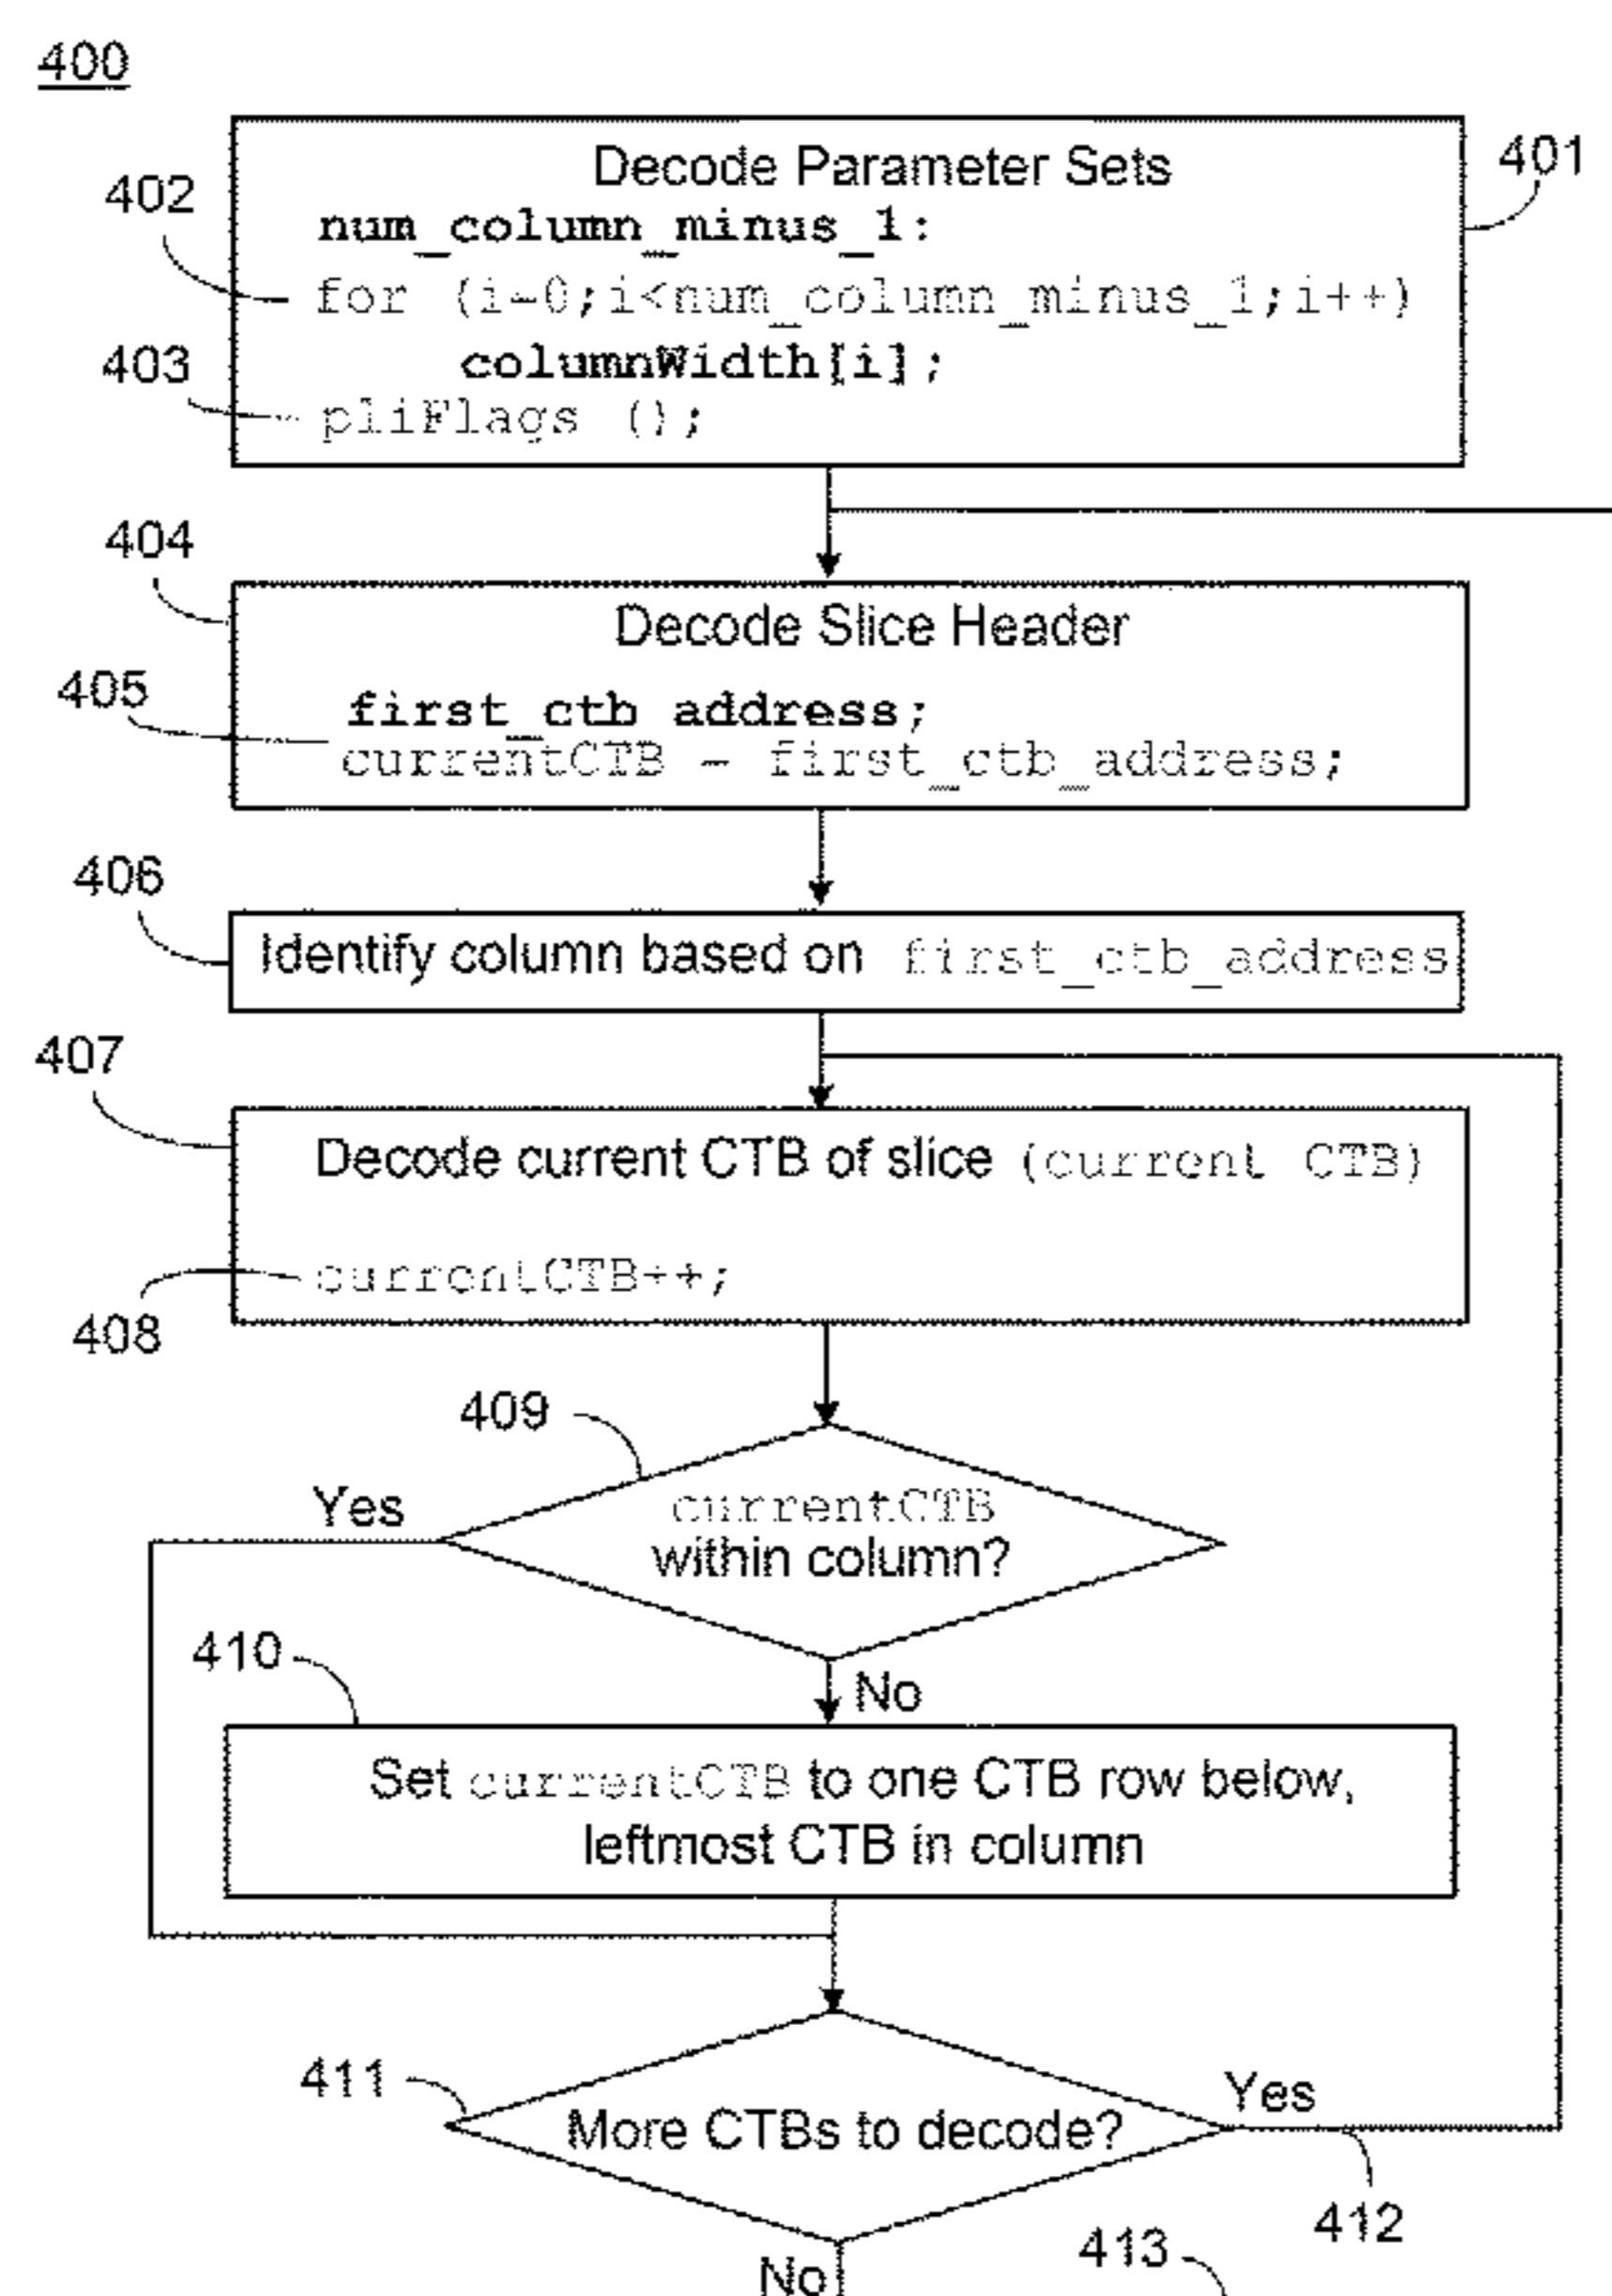 400
Decode Parameter Sets
401
402
num_column_minus_1:
for (i=0;i<num_column_minus_1;i++)
403
columnWidth[i];
pliFlags ();
404
Decode Slice Header
405
first_ctb_address;
currentCTB = first_ctb_address;
406
Identify column based on first_ctb_address
407
Decode current CTB of slice (current CTB)
currentCTB++;
408
409
Yes
currentCTB
within column?
410
No
Set currentCTB to one CTB row below,
leftmost CTB in column
411
Yes
More CTBs to decode?
412
413
No